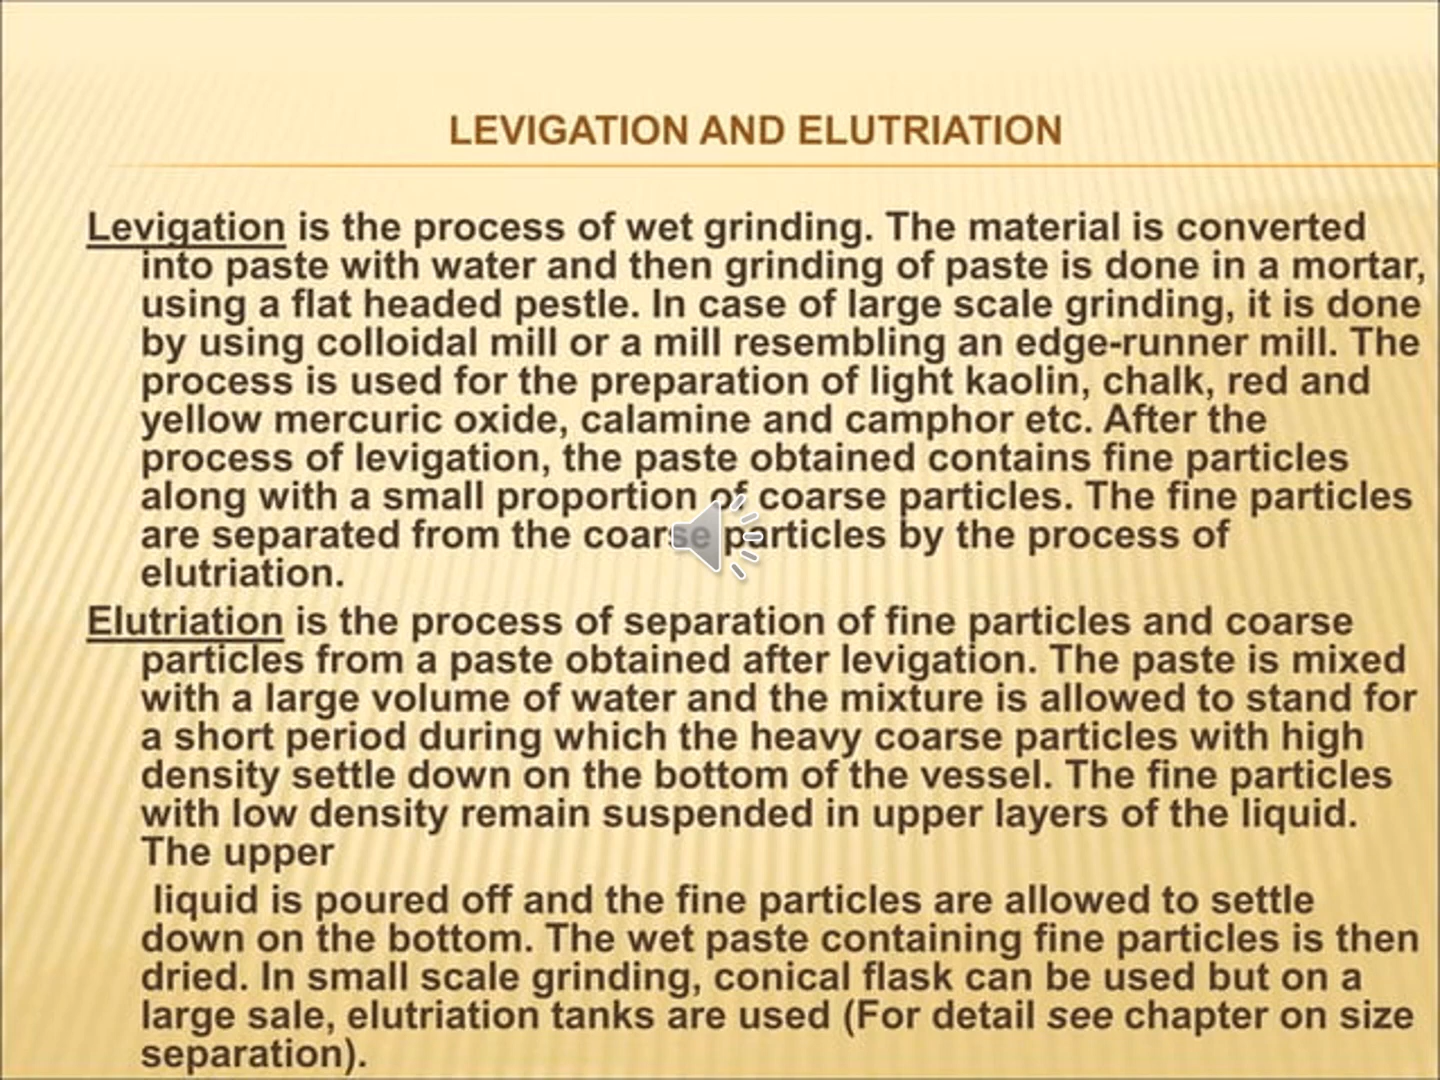 LEVIGATION AND ELUTRIATION
Levigation is the process of wet grinding. The material is converted
into paste with water and then grinding of paste is done in a mortar,
using a flat headed pestle. In case of large scale grinding, it is done
by using colloidal mill or a mill resembling an edge-runner mill. The
process is used for the preparation of light kaolin, chalk, red and
yellow mercuric oxide, calamine and camphor etc. After the
process of levigation, the paste obtained contains fine particles
along with a small proportion of coarse particles. The fine particles
are separated from the coarse particles by the process of
elutriation.
Elutriation is the process of separation of fine particles and coarse
particles from a paste obtained after levigation. The paste is mixed
with a large volume of water and the mixture is allowed to stand for
a short period during which the heavy coarse particles with high
density settle down on the bottom of the vessel. The fine particles
with low density remain suspended in upper layers of the liquid.
The upper
liquid is poured off and the fine particles are allowed to settle
down on the bottom. The wet paste containing fine particles is then
dried. In small scale grinding, conical flask can be used but on a
large sale, elutriation tanks are used (For detail see chapter on size
separation).